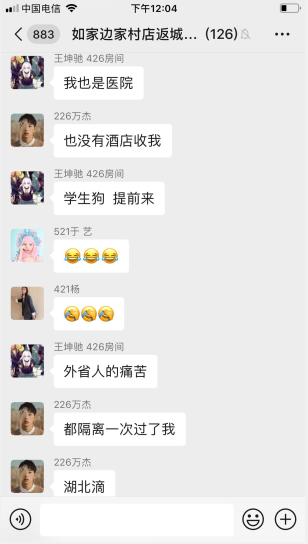 中国电信
下午12:04
883
如家边家村店返城... (126)
王坤驰 426房间
我也是医院
226万杰
也没有酒店收我
王坤驰 426房间
学生狗 提前来
521于 艺
😂😂😂
421杨
🤣🤣🤣
王坤驰 426房间
外省人的痛苦
226万杰
都隔离一次过了我
226万杰
湖北滴